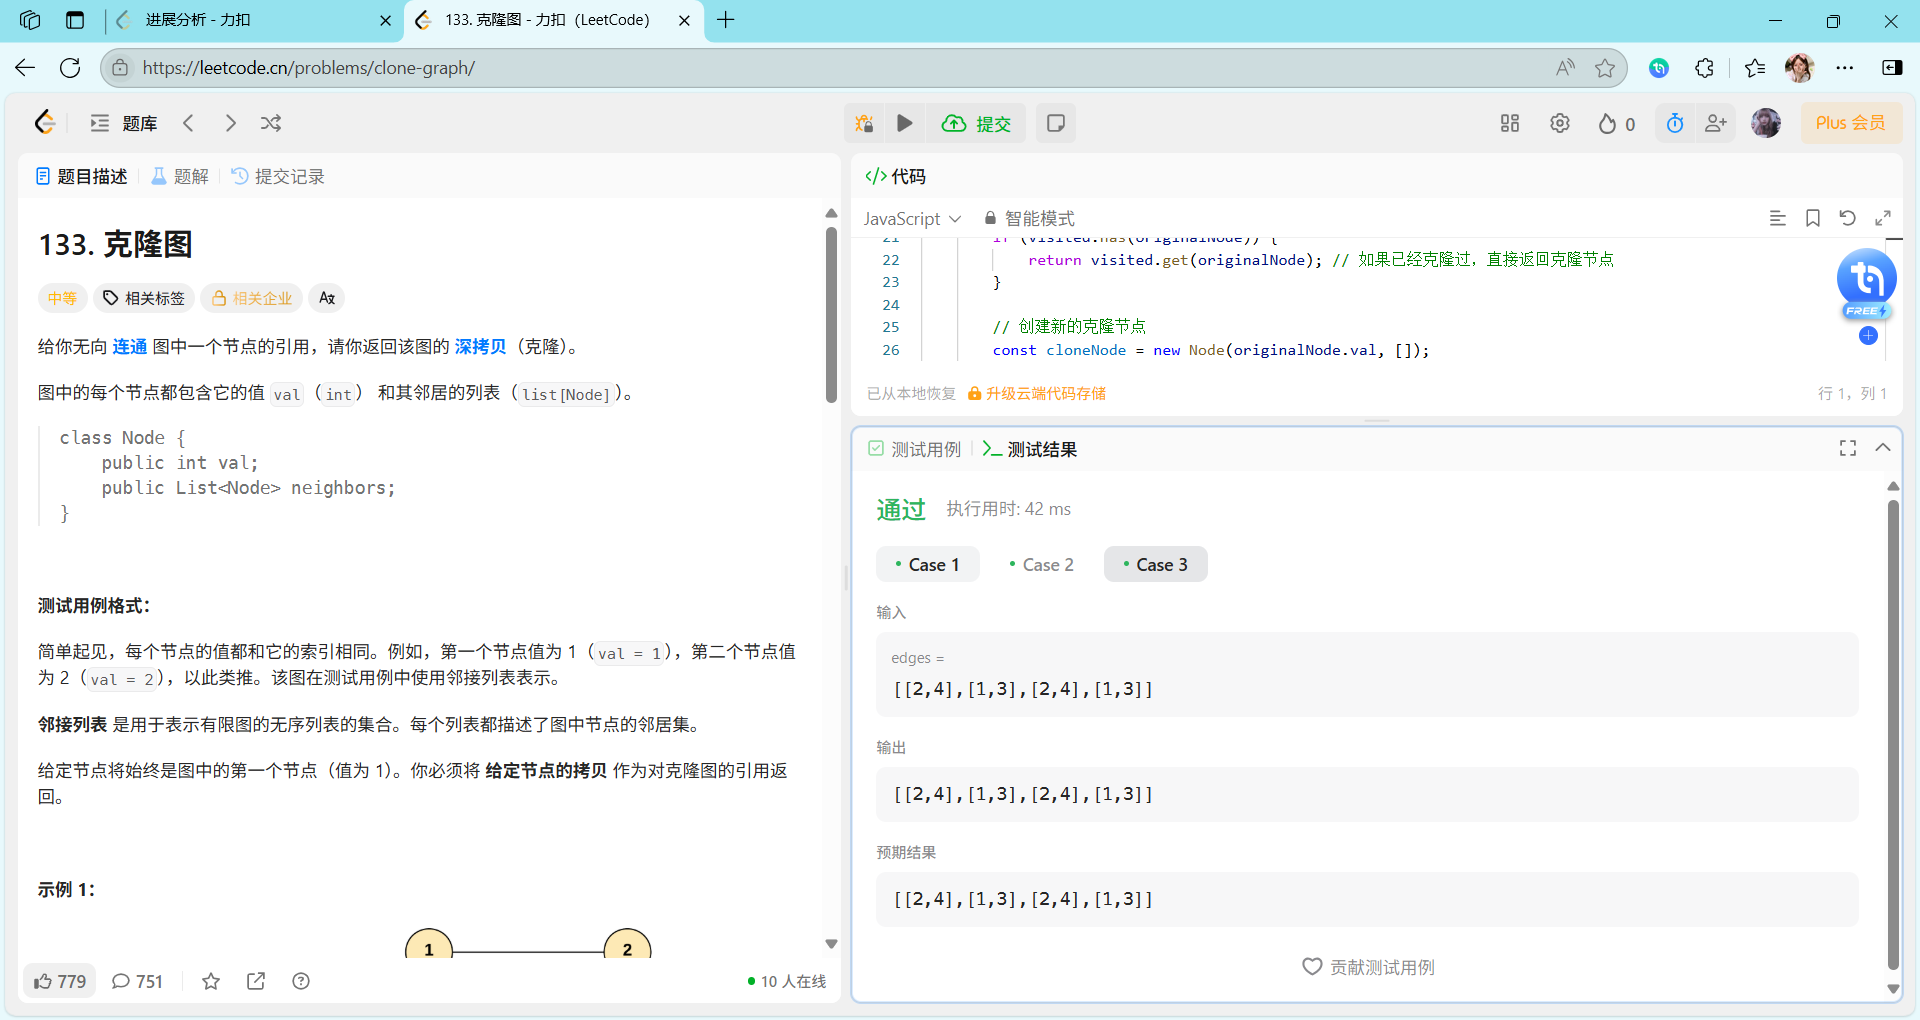 进展分析 - 力扣
133. 克隆图 - 力扣（LeetCode）
https://leetcode.cn/problems/clone-graph/
题库
提交
0
Plus 会员
题目描述
题解
提交记录
133. 克隆图
中等
相关标签
相关企业
给你无向 连通 图中一个节点的引用，请你返回该图的 深拷贝（克隆）。
图中的每个节点都包含它的值 val（int） 和其邻居的列表（list[Node]）。
class Node {
    public int val;
    public List<Node> neighbors;
}
测试用例格式：
简单起见，每个节点的值都和它的索引相同。例如，第一个节点值为 1（val = 1），第二个节点值
为 2（val = 2），以此类推。该图在测试用例中使用邻接列表表示。
邻接列表 是用于表示有限图的无序列表的集合。每个列表都描述了图中节点的邻居集。
给定节点将始终是图中的第一个节点（值为 1）。你必须将 给定节点的拷贝 作为对克隆图的引用返
回。
示例 1：
1 2
779
751
10 人在线
</> 代码
JavaScript
智能模式
21 if (visited.has(originalNode)) {
22 return visited.get(originalNode); // 如果已经克隆过，直接返回克隆节点
23 }
24
25 // 创建新的克隆节点
26 const cloneNode = new Node(originalNode.val, []);
FREE
已从本地恢复
升级云端代码存储
行 1，列 1
测试用例
测试结果
通过
执行用时: 42 ms
Case 1
Case 2
Case 3
输入
edges =
[[2,4],[1,3],[2,4],[1,3]]
输出
[[2,4],[1,3],[2,4],[1,3]]
预期结果
[[2,4],[1,3],[2,4],[1,3]]
贡献测试用例